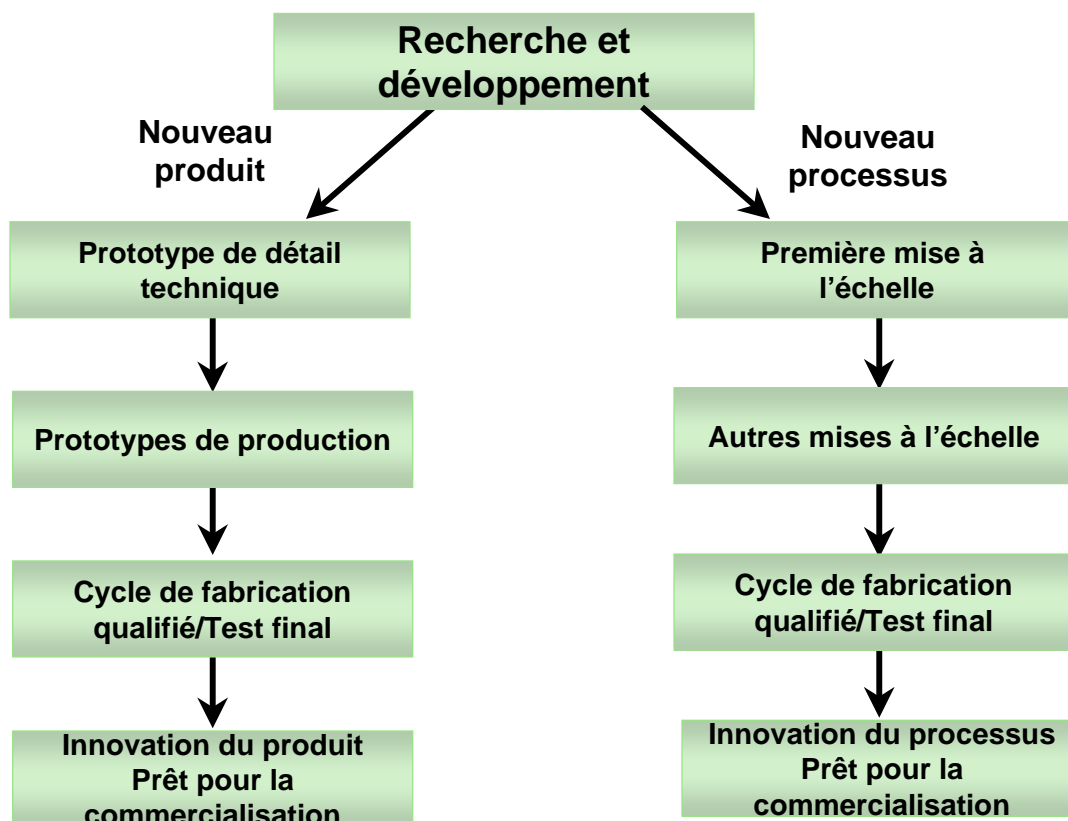 Recherche et
développement
Nouveau
produit
Nouveau
processus
Prototype de détail
technique
Première mise à
l’échelle
Prototypes de production
Autres mises à l’échelle
Cycle de fabrication
qualifié/Test final
Cycle de fabrication
qualifié/Test final
Innovation du produit
Prêt pour la
commercialisation
Innovation du processus
Prêt pour la
commercialisation